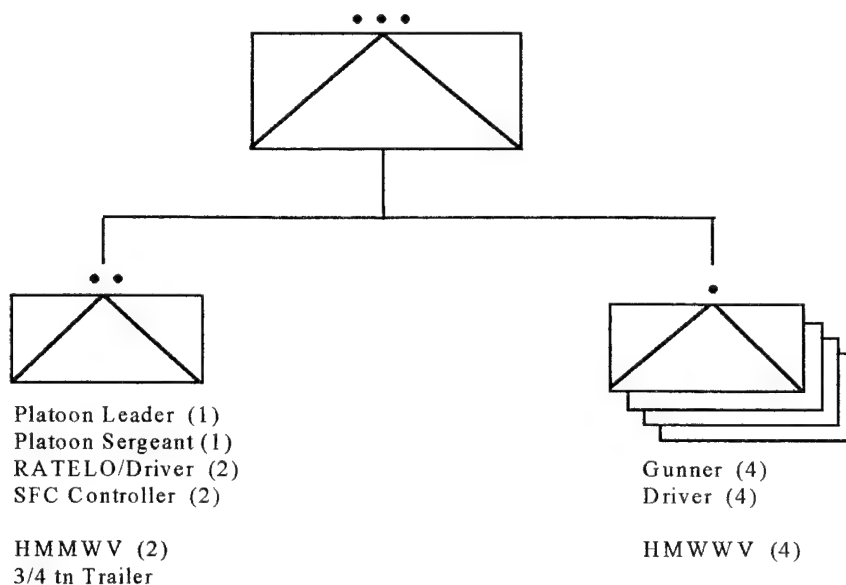 Platoon Leader (1)
Platoon Sergeant (1)
RATELO/Driver (2)
SFC Controller (2)
HMMWV (2)
3/4 tn Trailer
Gunner (4)
Driver (4)
HMWWV (4)